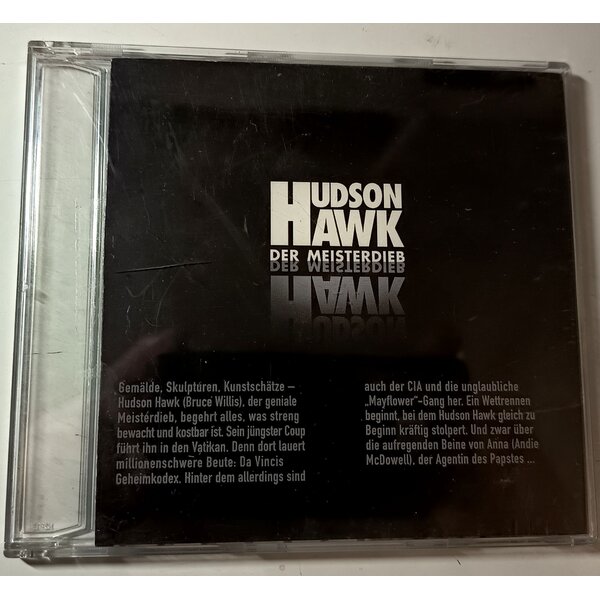 HUDSON
HAWK
DER MEISTERDIEB
DER MEISTERDIEB
HAWK
HUDSON
Gemälde, Skulpturen, Kunstschätze –
Hudson Hawk (Bruce Willis), der geniale
Meisterdieb, begehrt alles, was streng
bewacht und kostbar ist. Sein jüngster Coup
führt ihn in den Vatikan. Denn dort lauert
millionenschwere Beute: Da Vincis
Geheimkodex. Hinter dem allerdings sind
auch der CIA und die unglaubliche
„Mayflower“-Gang her. Ein Wettrennen
beginnt, bei dem Hudson Hawk gleich zu
Beginn kräftig stolpert. Und zwar über
die aufregenden Beine von Anna (Andie
McDowell), der Agentin des Papstes ...